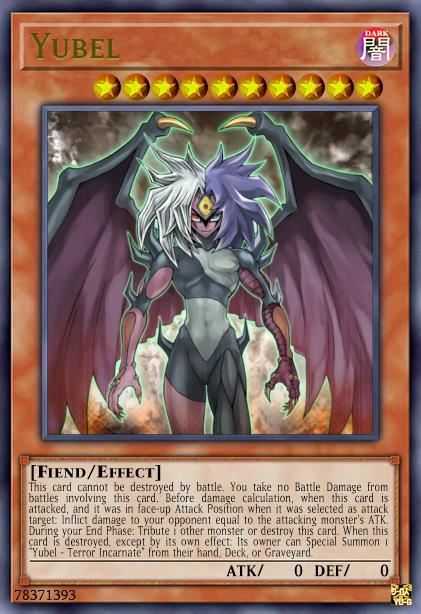 YUBEL
DARK
闇
[FIEND/EFFECT]
This card cannot be destroyed by battle. You take no Battle Damage from
battles involving this card. Before damage calculation, when this card is
attacked, and it was in face-up Attack Position when it was selected as attack
target: Inflict damage to your opponent equal to the attacking monster's ATK.
During your End Phase: Tribute 1 other monster or destroy this card. When this
card is destroyed, except by its own effect: Its owner can Special Summon 1
"Yubel - Terror Incarnate" from their hand, Deck, or Graveyard.
ATK/ 0 DEF/ 0
78371393